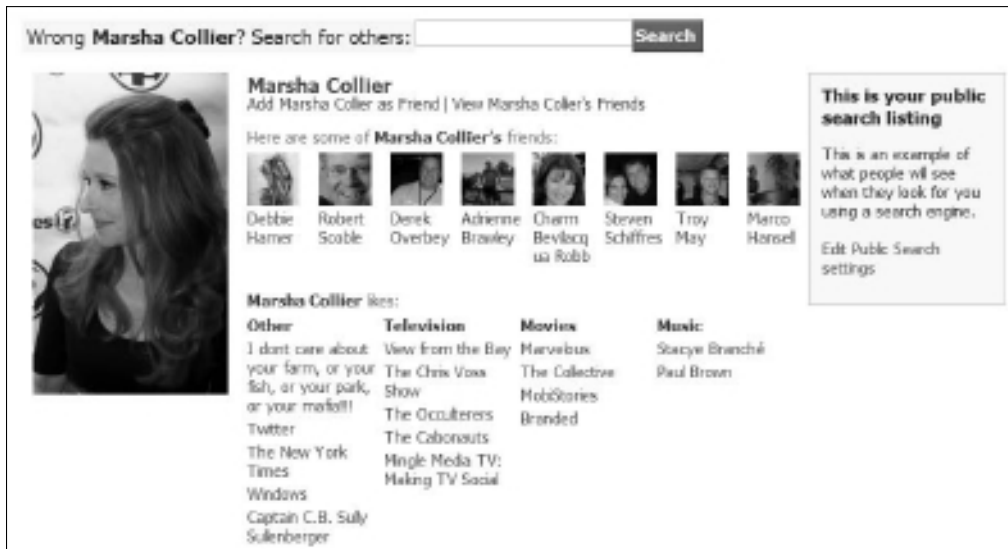 Wrong Marsha Collier? Search for others: Search
Marsha Collier
Add Marsha Collier as Friend | View Marsha Collier's Friends
Here are some of Marsha Collier's friends:
Debbie Hamer
Robert Scoble
Derek Overbey
Adrienne Brawley
Charm Bevilacq ua Robb
Steven Schiffres
Troy May
Marco Hansell
This is your public
search listing
This is an example of
what people will see
when they look for you
using a search engine.
Edit Public Search
settings
Marsha Collier likes:
Other
I dont care about
your farm, or your
fish, or your park,
or your mafia!!!
Twitter
The New York
Times
Windows
Captain C.B. Sully
Sullenberger
Television
View from the Bay
The Chris Voss
Show
The Occulterers
The Cabonauts
Mingle Media TV:
Making TV Social
Movies
Marvelous
The Collective
MobiStories
Branded
Music
Stacye Branché
Paul Brown